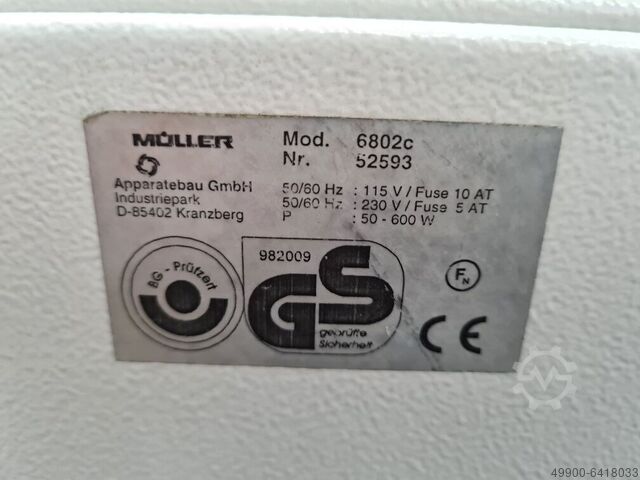 MÜLLER
Apparatebau GmbH
Industriepark
D-85402 Kranzberg
Mod. 6802c
Nr. 52593
50/60 Hz : 115 V / Fuse 10 AT
50/60 Hz : 230 V / Fuse 5 AT
P : 50 - 600 W
BG - Prüfzert
982009
GS
geprüfte
Sicherheit
FN
CE
49900-6418033